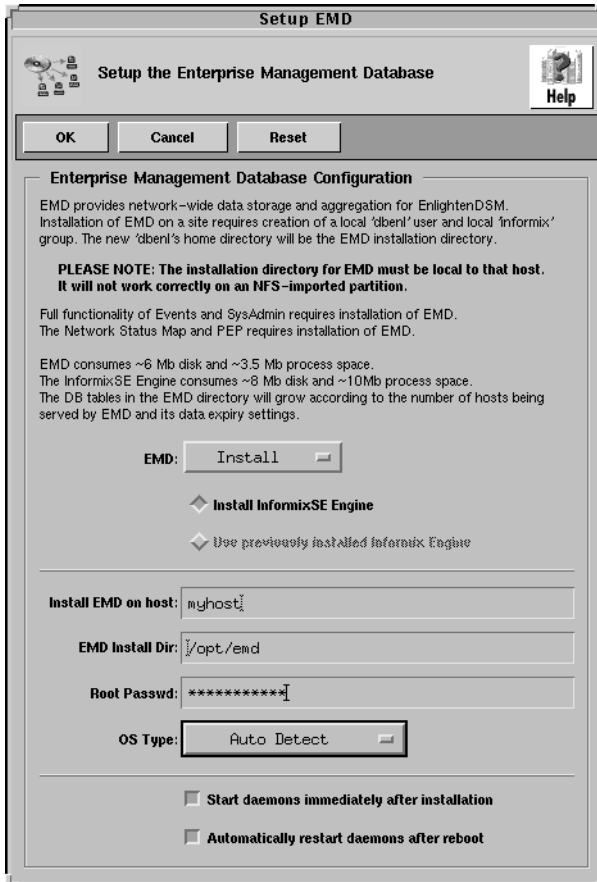 Setup EMD
Setup the Enterprise Management Database
Help
OK
Cancel
Reset
Enterprise Management Database Configuration
EMD provides network-wide data storage and aggregation for EnlightenDSM.
Installation of EMD on a site requires creation of a local 'dbenl' user and local 'informix'
group. The new 'dbenl's home directory will be the EMD installation directory.
PLEASE NOTE: The installation directory for EMD must be local to that host.
It will not work correctly on an NFS-imported partition.
Full functionality of Events and SysAdmin requires installation of EMD.
The Network Status Map and PEP requires installation of EMD.
EMD consumes ~6 Mb disk and ~3.5 Mb process space.
The InformixSE Engine consumes ~8 Mb disk and ~10Mb process space.
The DB tables in the EMD directory will grow according to the number of hosts being
served by EMD and its data expiry settings.
EMD: Install
Install InformixSE Engine
Use previously installed Informix Engine
Install EMD on host: myhost
EMD Install Dir: /opt/emd
Root Passwd: ***********
OS Type: Auto Detect
Start daemons immediately after installation
Automatically restart daemons after reboot